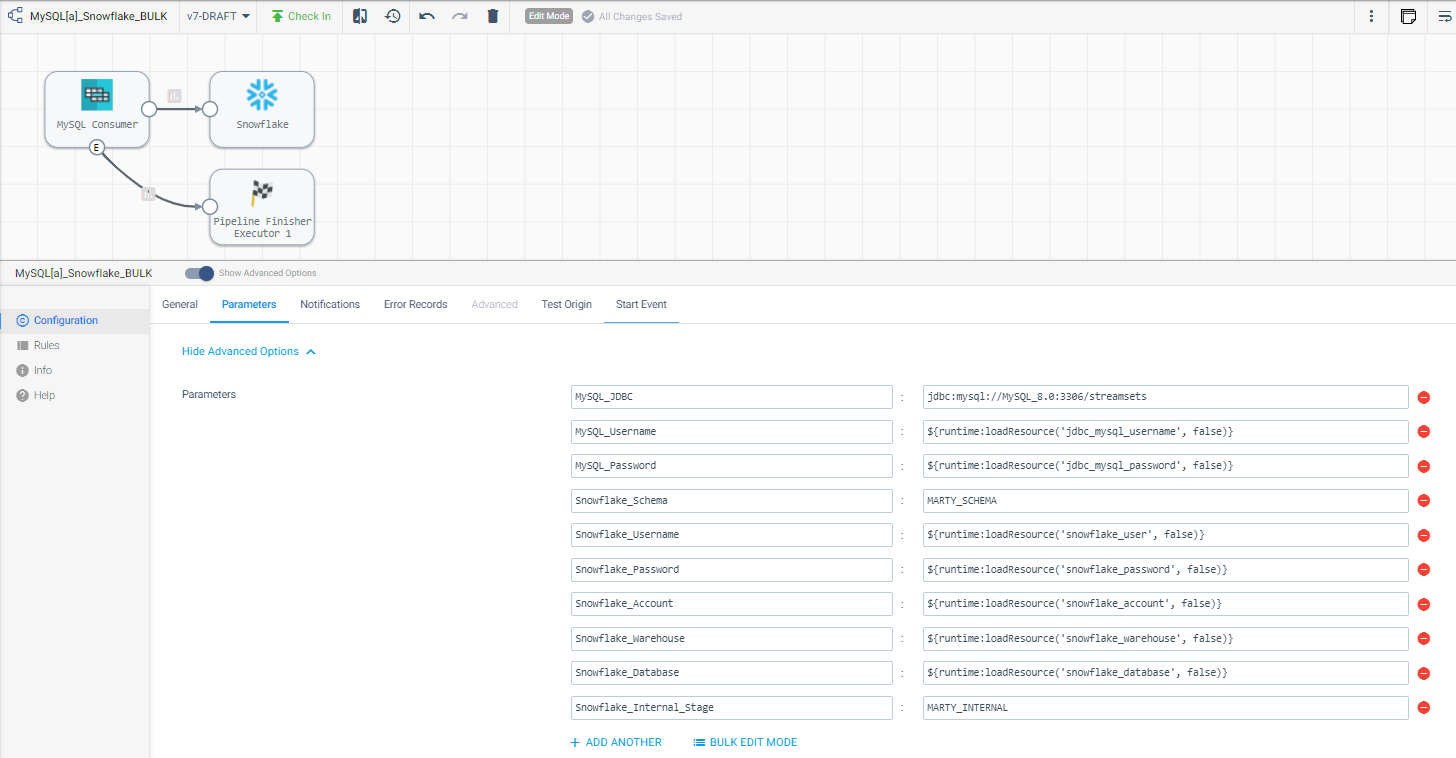 MySQL[a]_Snowflake_BULK v7-DRAFT Check In Edit Mode All Changes Saved
MySQL Consumer
Snowflake
E
Pipeline Finisher
Executor 1
MySQL[a]_Snowflake_BULK Show Advanced Options
General Parameters Notifications Error Records Advanced Test Origin Start Event
Configuration
Rules
Info
Help
Hide Advanced Options
Parameters
MySQL_JDBC : jdbc:mysql://MySQL_8.0:3306/streamsets
MySQL_Username : ${runtime:loadResource('jdbc_mysql_username', false)}
MySQL_Password : ${runtime:loadResource('jdbc_mysql_password', false)}
Snowflake_Schema : MARTY_SCHEMA
Snowflake_Username : ${runtime:loadResource('snowflake_user', false)}
Snowflake_Password : ${runtime:loadResource('snowflake_password', false)}
Snowflake_Account : ${runtime:loadResource('snowflake_account', false)}
Snowflake_Warehouse : ${runtime:loadResource('snowflake_warehouse', false)}
Snowflake_Database : ${runtime:loadResource('snowflake_database', false)}
Snowflake_Internal_Stage : MARTY_INTERNAL
+ ADD ANOTHER BULK EDIT MODE